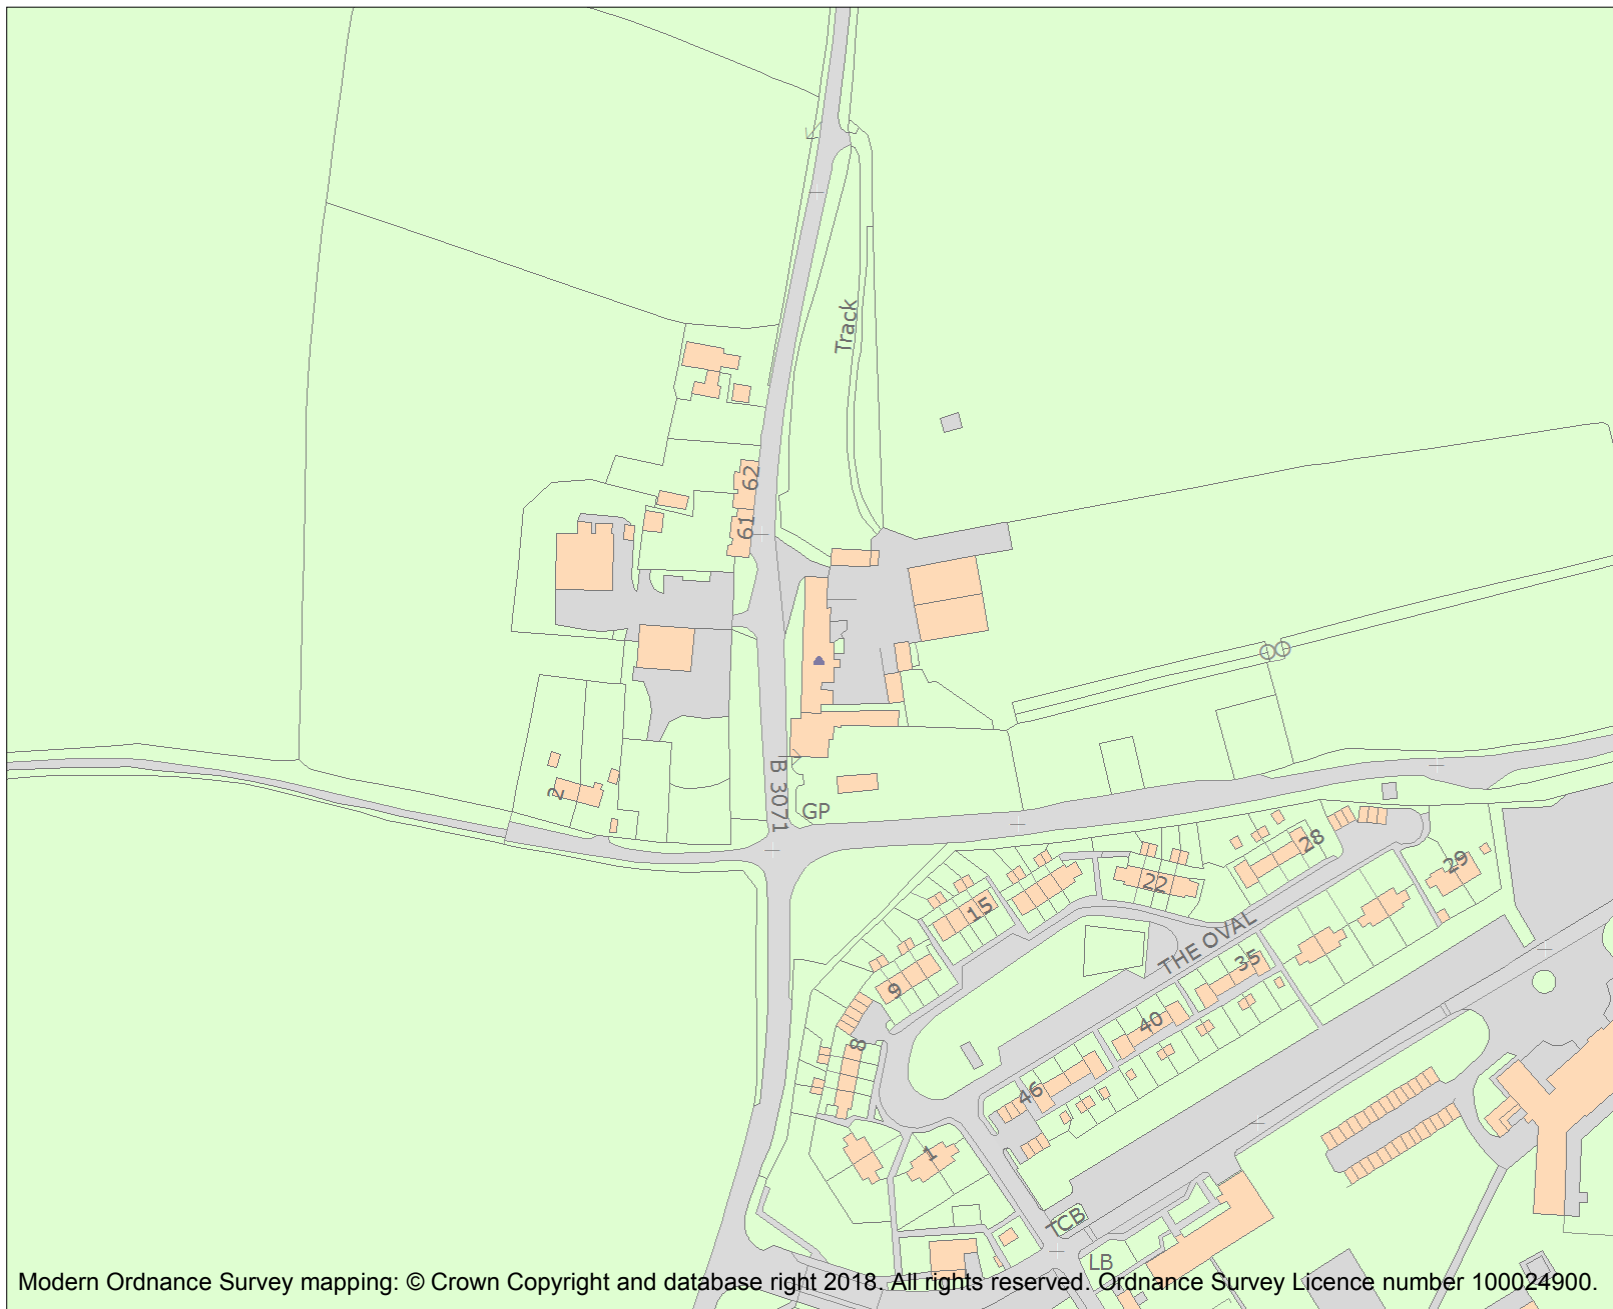 Track
62
61
2
B 3071
GP
28
29
22
15
THE OVAL
35
9
40
8
46
1
TCB
LB
Modern Ordnance Survey mapping: © Crown Copyright and database right 2018. All rights reserved. Ordnance Survey Licence number 100024900.